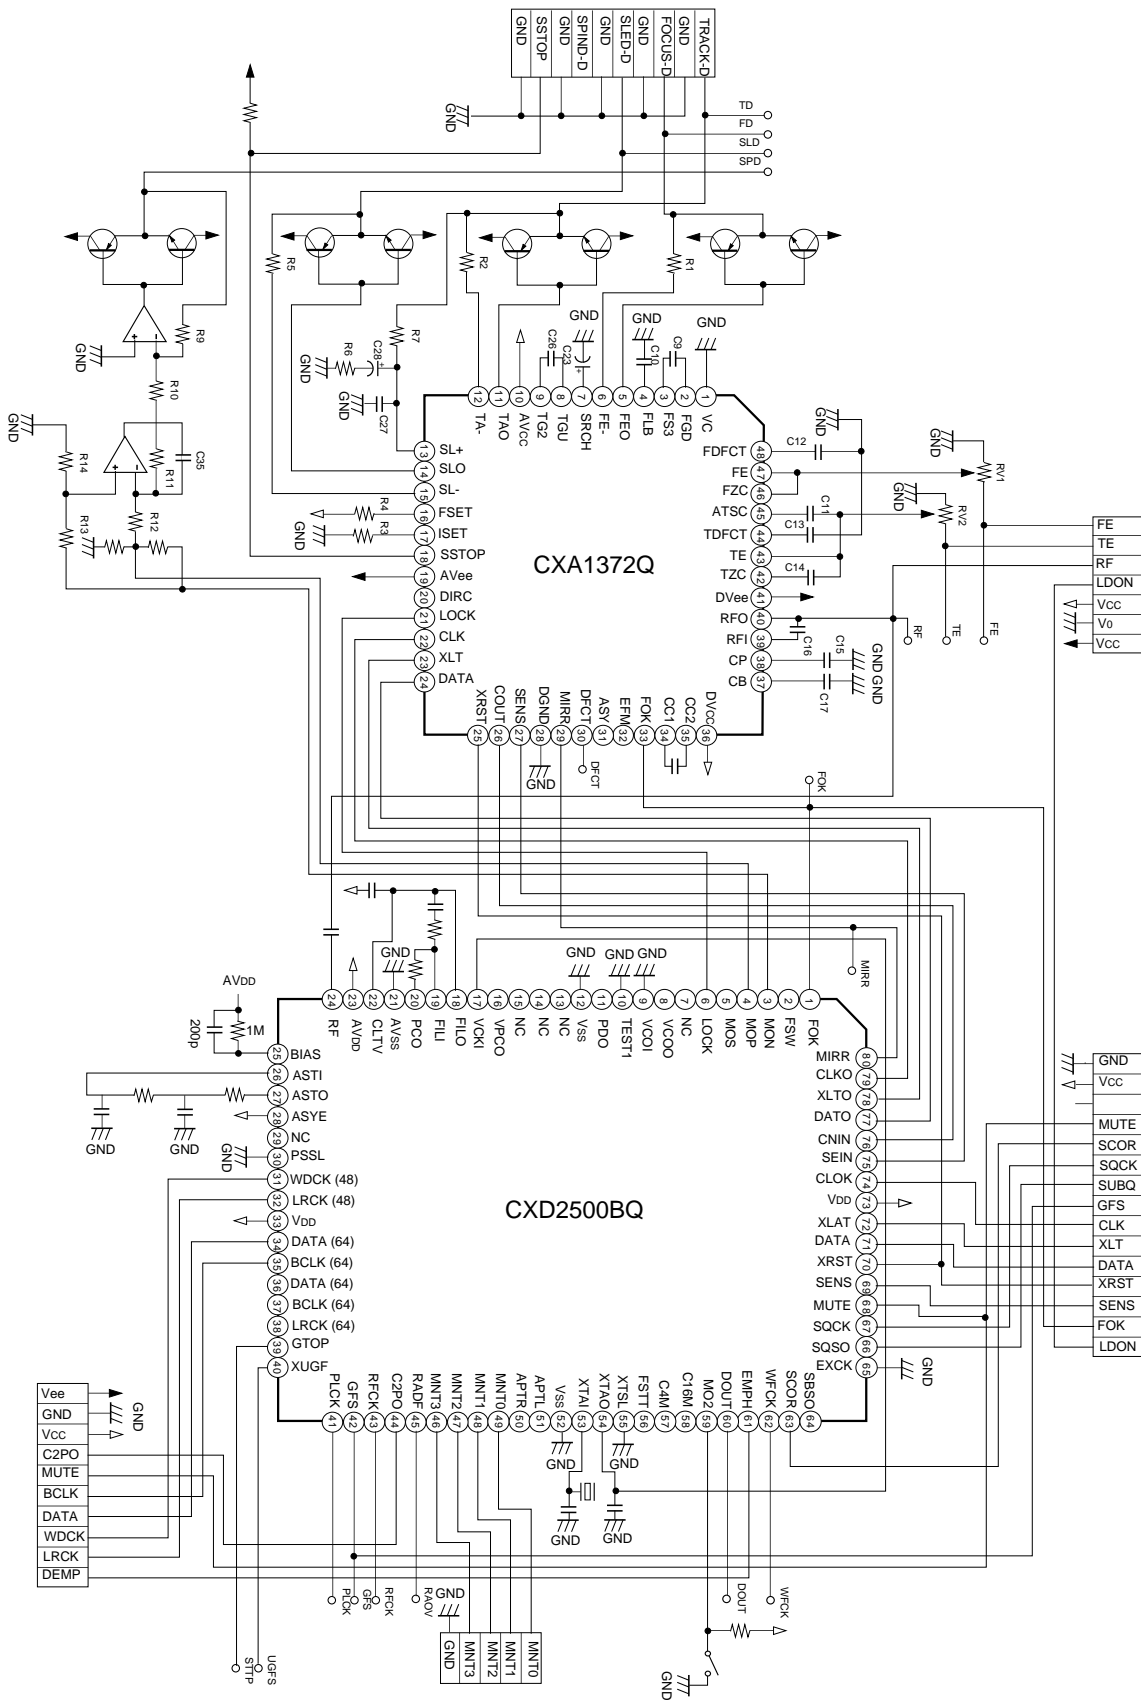 GND
SSTOP
GND
SPIND-D
GND
SLED-D
GND
FOCUS-D
GND
TRACK-D
GND
TD
FD
SLD
SPD
R5
R2
R1
R9
R7
R10
R6
C28
+
GND
GND
C27
C26
C23
+
GND
GND
C10
C9
GND
GND
GND
R14
R11
C35
R13
R12
R4
R3
GND
12 11 10 9 8 7 6 5 4 3 2 1
TA-
TAO
AVcc
TG2
TGU
SRCH
FE-
FEO
FLB
FS3
FGD
VC
13 SL+
14 SLO
15 SL-
16 FSET
17 ISET
18 SSTOP
19 AVee
20 DIRC
21 LOCK
22 CLK
23 XLT
24 DATA
CXA1372Q
FDFCT 48
FE 47
FZC 46
ATSC 45
TDFCT 44
TE 43
TZC 42
DVee 41
RFO 40
RFI 39
CP 38
CB 37
XRST
COUT
SENS
DGND
MIRR
DFCT
ASY
EFM
FOK
CC1
CC2
DVcc
25 26 27 28 29 30 31 32 33 34 35 36
C12
C11
C13
C14
C16
C15
C17
GND
GND
GND
RV1
RV2
GND GND
RF
TE
FE
FE
TE
RF
LDON
Vcc
V0
Vcc
GND
DFCT
FOK
MIRR
GND
GND
GND
GND
AVDD
200p
1M
GND
GND
GND
24 23 22 21 20 19 18 17 16 15 14 13 12 11 10 9 8 7 6 5 4 3 2 1
RF
AVDD
CLTV
AVss
PCO
FILI
FILO
VCKI
VPCO
NC
NC
NC
Vss
PDO
TEST1
VCOI
VCOO
NC
LOCK
MOS
MOP
MON
FSW
FOK
25 BIAS
26 ASTI
27 ASTO
28 ASYE
29 NC
30 PSSL
31 WDCK (48)
32 LRCK (48)
33 VDD
34 DATA (64)
35 BCLK (64)
36 DATA (64)
37 BCLK (64)
38 LRCK (64)
39 GTOP
40 XUGF
CXD2500BQ
MIRR 80
CLKO 79
XLTO 78
DATO 77
CNIN 76
SEIN 75
CLOK 74
VDD 73
XLAT 72
DATA 71
XRST 70
SENS 69
MUTE 68
SQCK 67
SQSO 66
EXCK 65
GND
PLCK
GFS
RFCK
C2PO
RADF
MNT3
MNT2
MNT1
MNT0
APTR
APTL
Vss
XTAI
XTAO
XTSL
FSTT
C4M
C16M
MO2
DOUT
EMPH
WFCK
SCOR
SBSO
41 42 43 44 45 46 47 48 49 50 51 52 53 54 55 56 57 58 59 60 61 62 63 64
GND
GND
GND
GND
GND
Vcc
MUTE
SCOR
SQCK
SUBQ
GFS
CLK
XLT
DATA
XRST
SENS
FOK
LDON
Vee
GND
Vcc
C2PO
MUTE
BCLK
DATA
WDCK
LRCK
DEMP
GND
PLCK
GFS
RFCK
RAOV
GND
GND
MNT3
MNT2
MNT1
MNT0
DOUT
WFCK
GND
STTP
UGFS